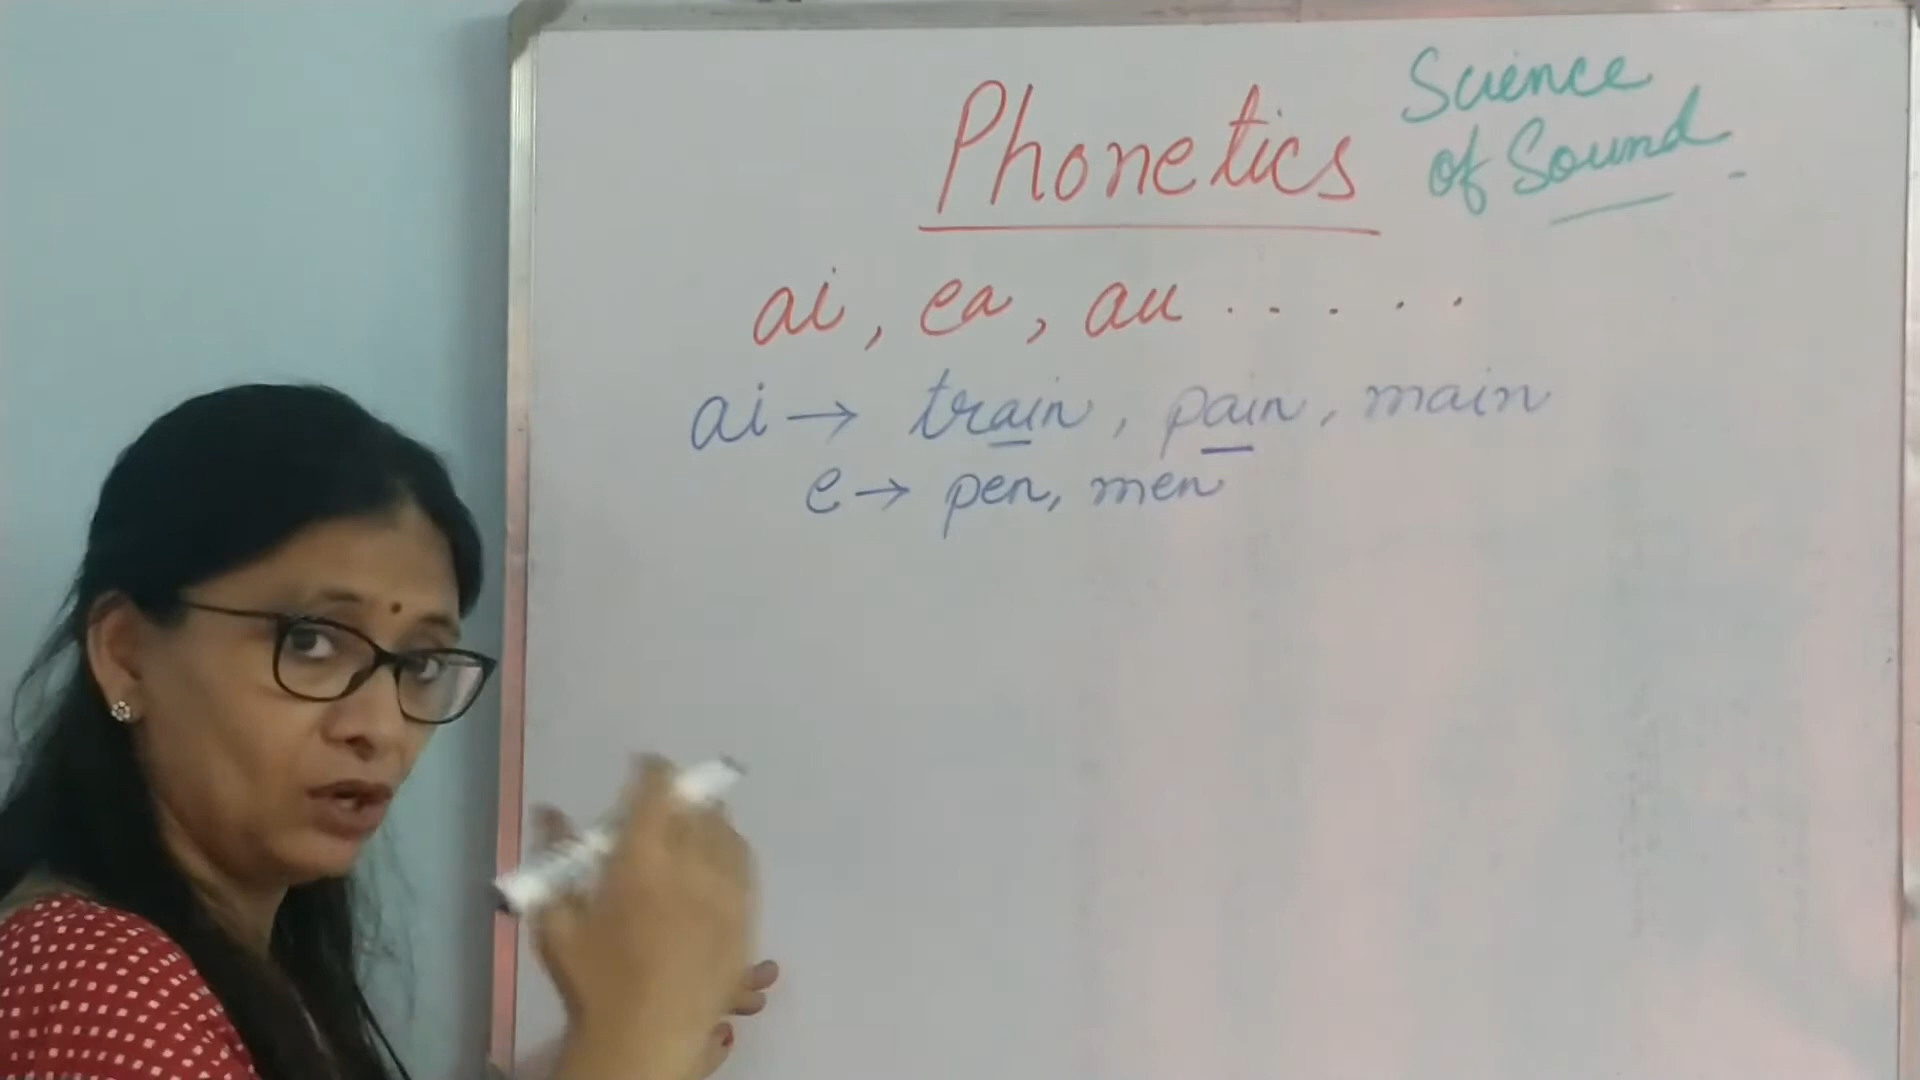 Phonetics
Science
of Sound
ai, ea, au . . . . .
ai → train, pain, main
e → pen, men